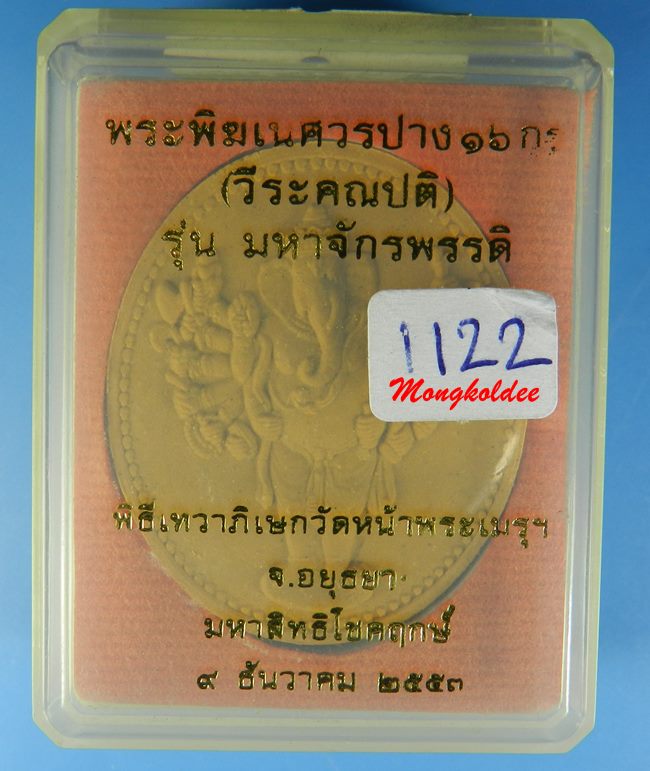 พระพิฆเนศวรปาง๑๖ กร
(วีระคณปติ)
รุ่น มหาจักรพรรดิ
1122
Mongkoldee
พิธีเทวาภิเษกวัดหน้าพระเมรุฯ
จ.อยุธยา
มหาสิทธิโชคฤกษ์
๙ ธันวาคม ๒๕๕๓